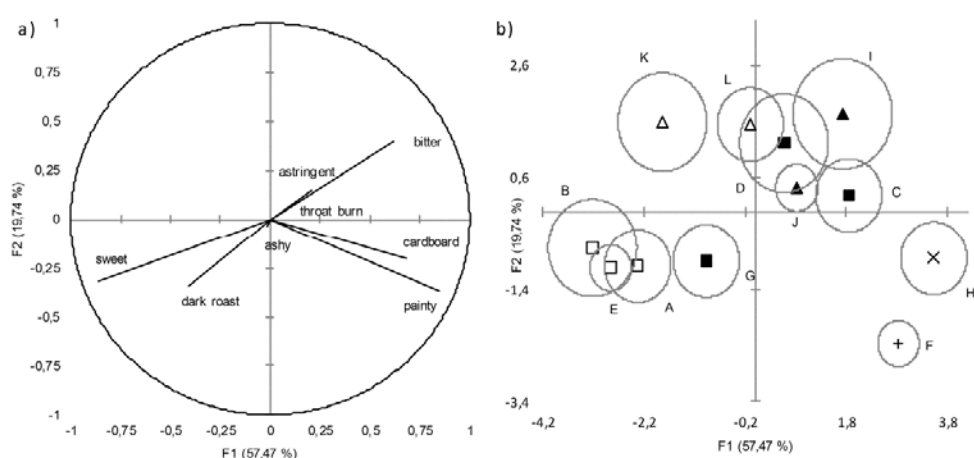 a)
1
0,75
0,5
0,25
0
-0,25
-0,5
-0,75
-1
F2 (19,74 %)
bitter
astringent
throat burn
ashy
cardboard
sweet
dark roast
painty
-1 -0,75 -0,5 -0,25 0 0,25 0,5 0,75 1
F1 (57,47 %)
b)
2,6
0,6
-1,4
-3,4
F2 (19,74 %)
K
L
I
B
D
C
J
E
A
G
H
F
-4,2 -2,2 -0,2 1,8 3,8
F1 (57,47 %)